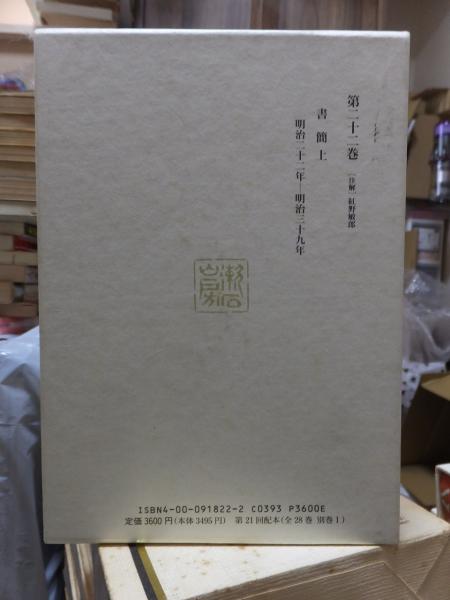 第二十二巻 〔注解〕紅野敏郎
書簡上
明治二十二年―明治三十九年
漱石山房
ISBN4-00-091822-2 C0393 P3600E
定価3600円(本体3495円) 第21回配本(全28巻 別巻1)